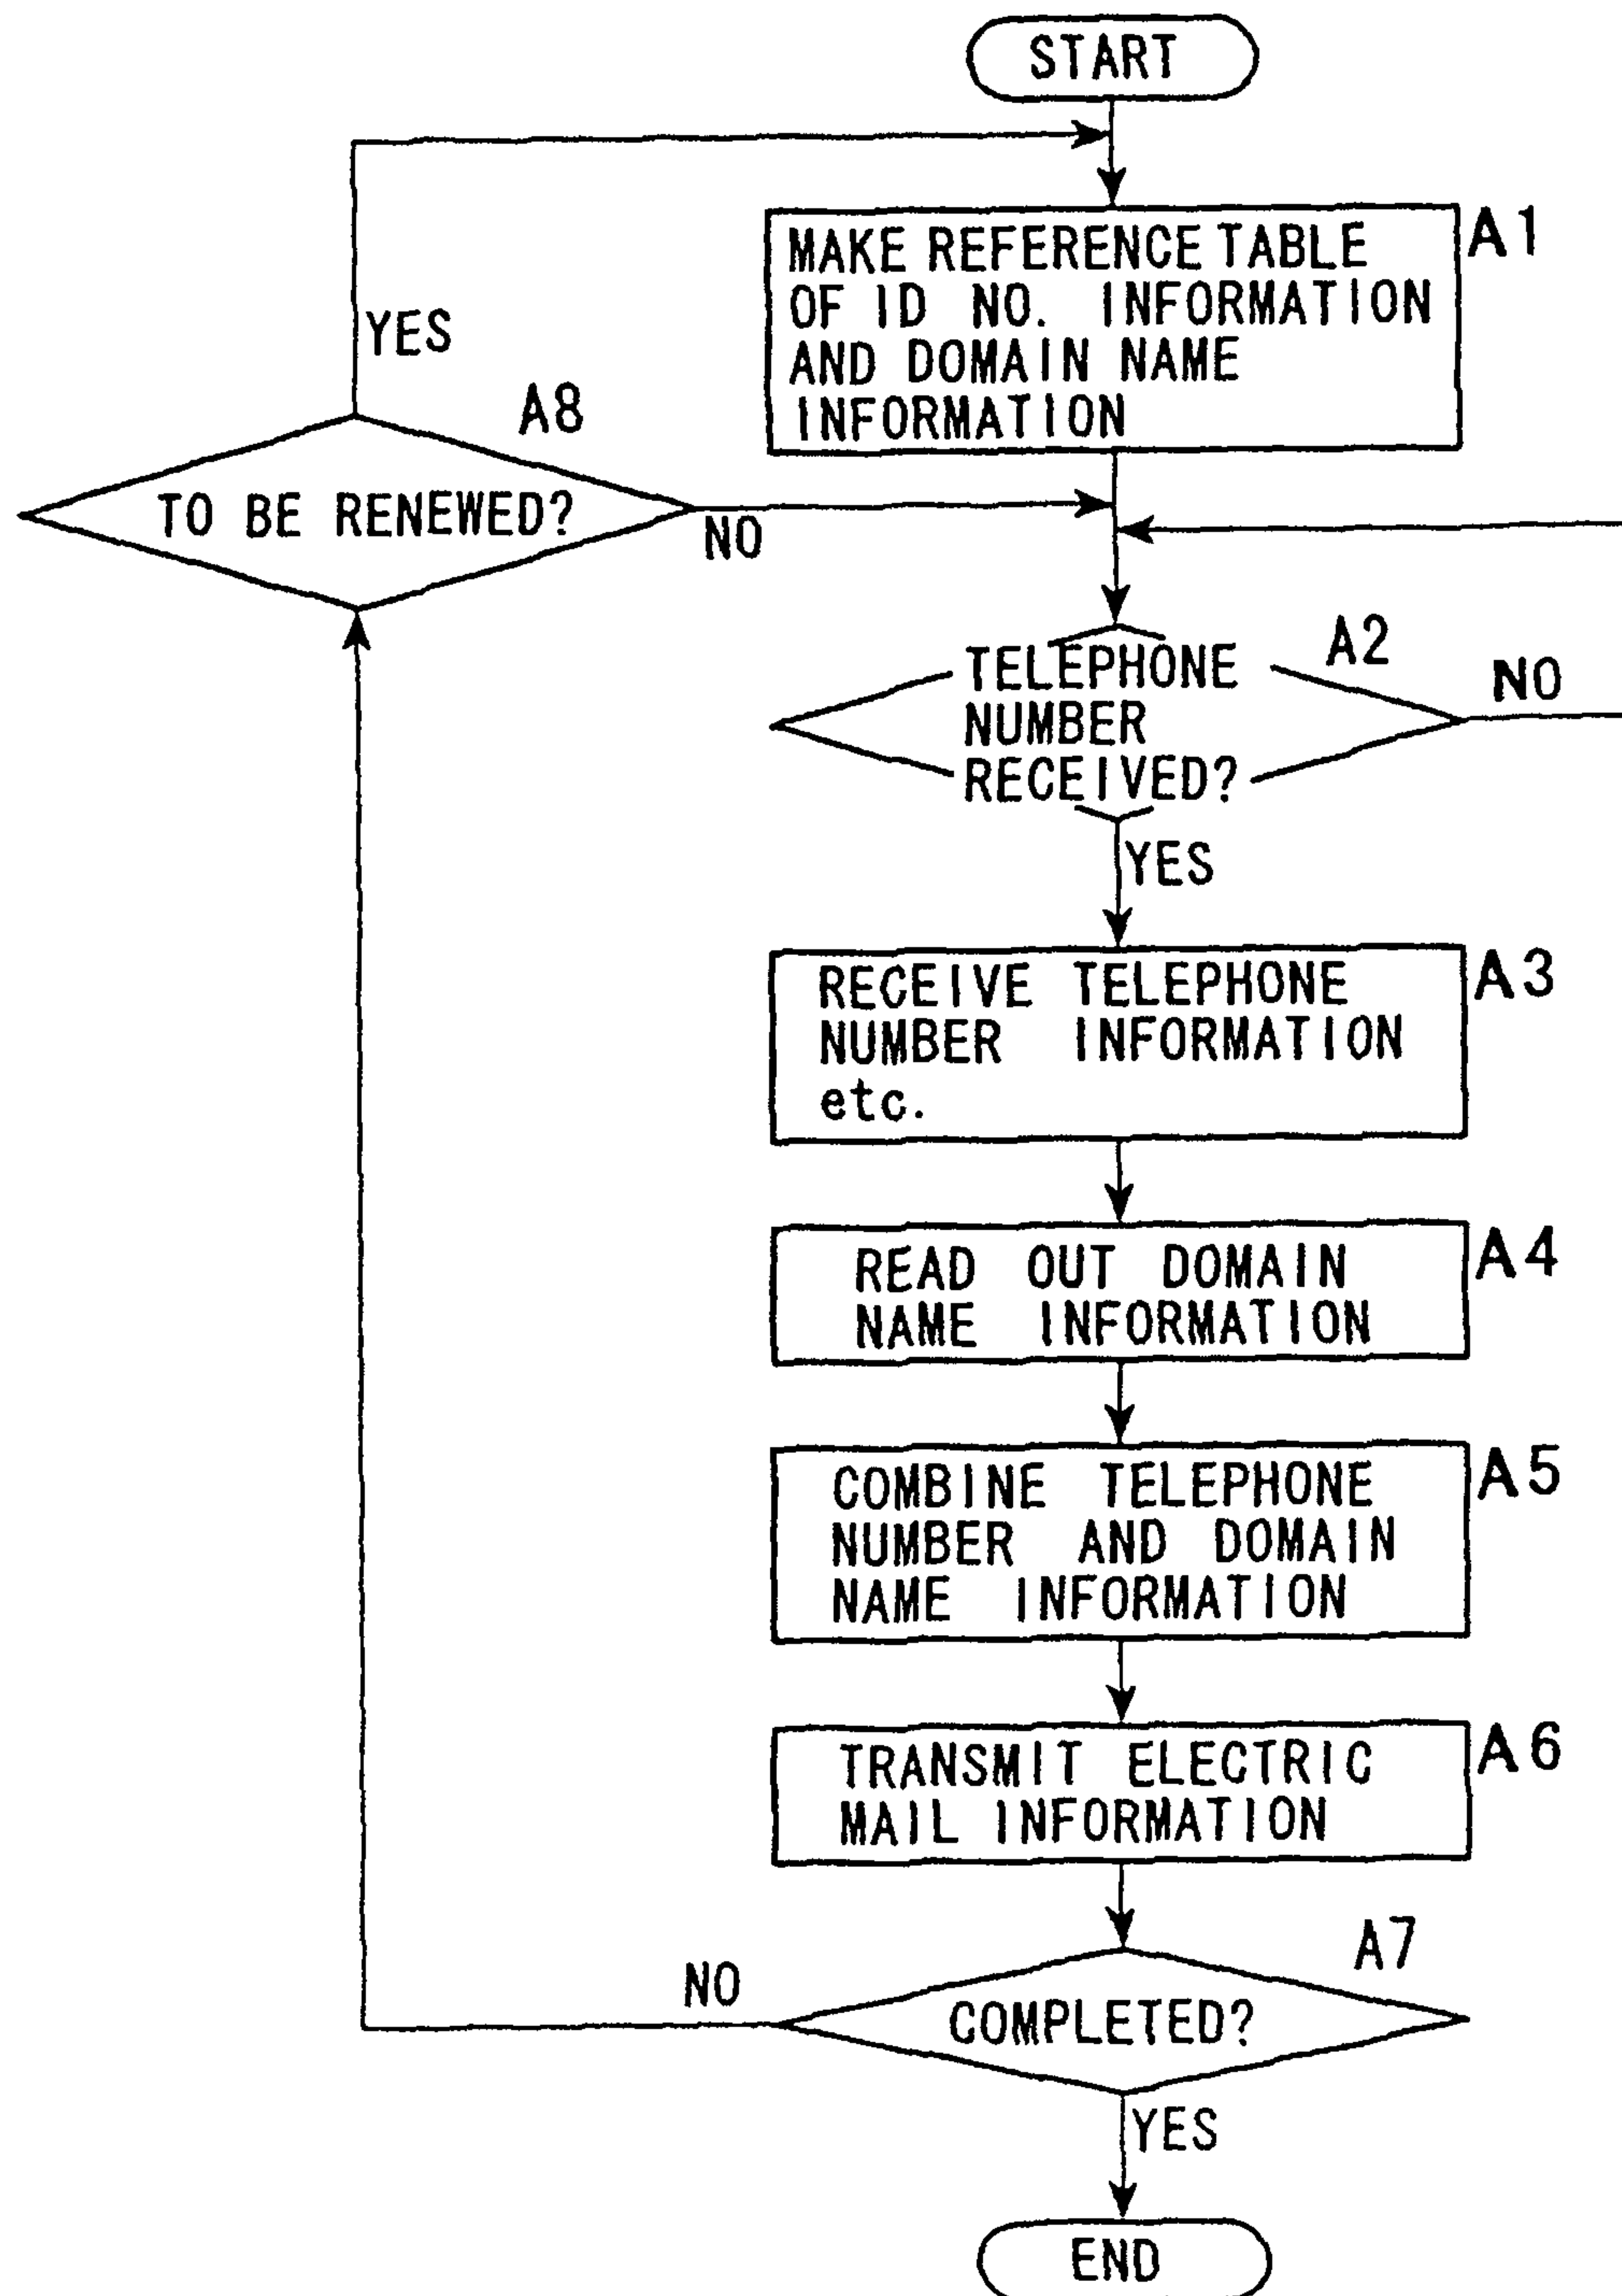 START
MAKE REFERENCE TABLE
OF ID NO. INFORMATION
AND DOMAIN NAME
INFORMATION
A1
YES
A8
TO BE RENEWED?
NO
A2
TELEPHONE
NUMBER
RECEIVED?
NO
YES
RECEIVE TELEPHONE
NUMBER INFORMATION
etc.
A3
READ OUT DOMAIN
NAME INFORMATION
A4
COMBINE TELEPHONE
NUMBER AND DOMAIN
NAME INFORMATION
A5
TRANSMIT ELECTRIC
MAIL INFORMATION
A6
A7
NO
COMPLETED?
YES
END